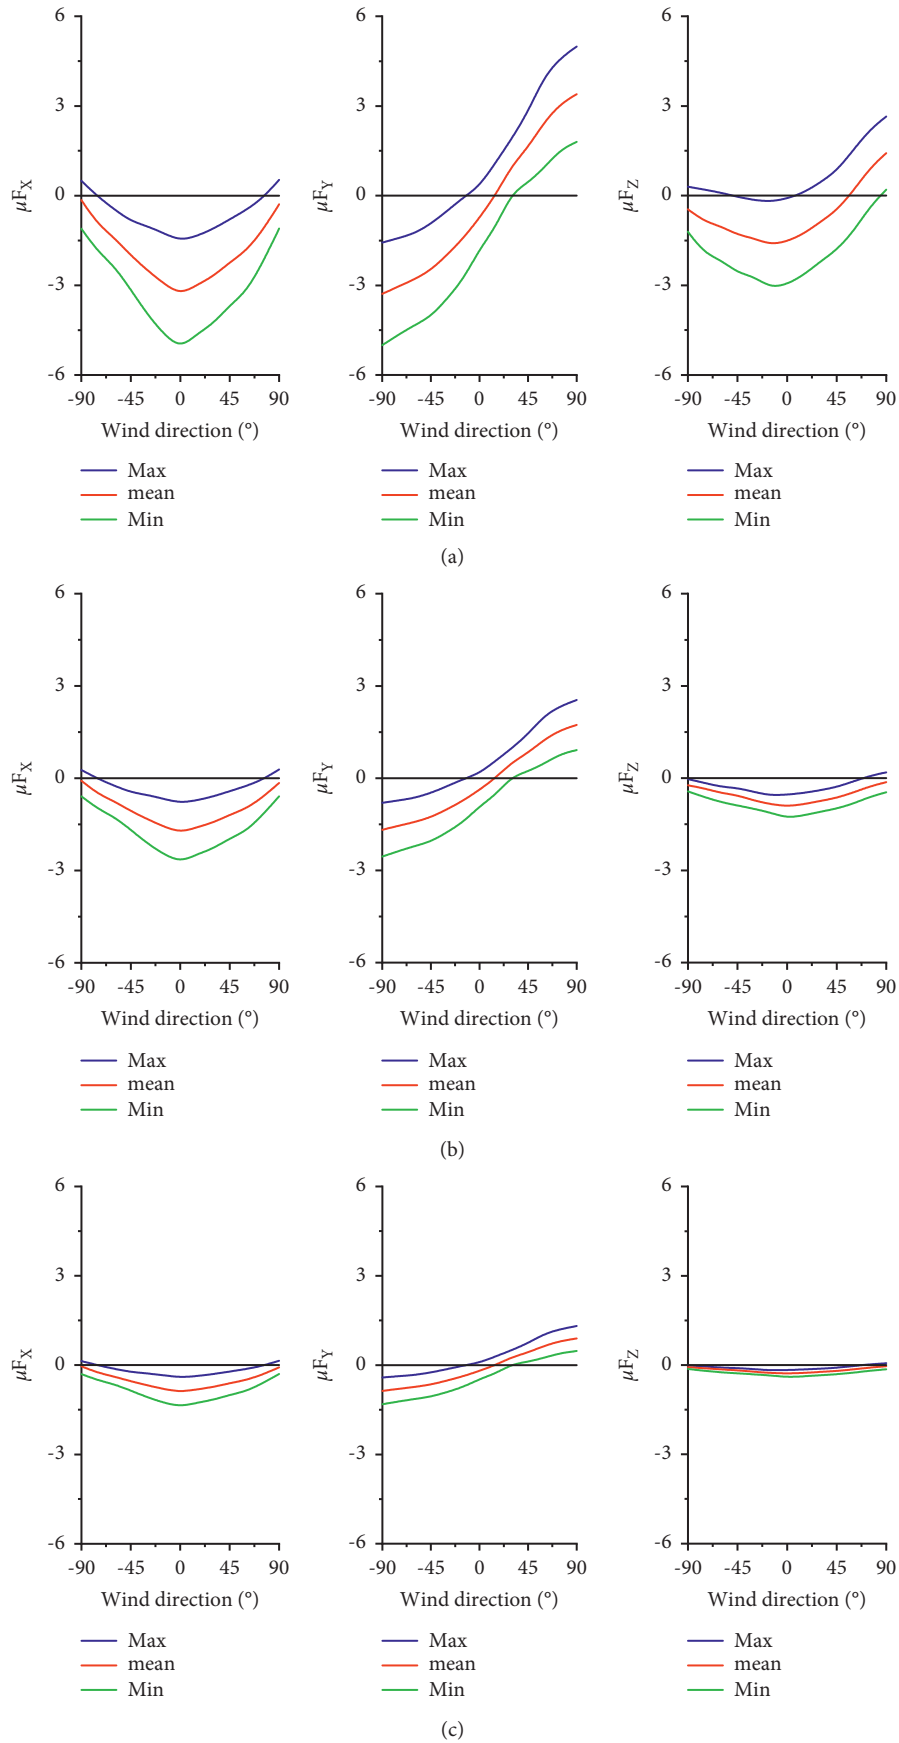 6 6 6
3 3 3
0 0 0
-3 -3 -3
-6 -6 -6
μFX μFY μFZ
-90 -45 0 45 90 -90 -45 0 45 90 -90 -45 0 45 90
Wind direction (°) Wind direction (°) Wind direction (°)
Max Max Max
mean mean mean
Min Min Min
(a)
6 6 6
3 3 3
0 0 0
-3 -3 -3
-6 -6 -6
μFX μFY μFZ
-90 -45 0 45 90 -90 -45 0 45 90 -90 -45 0 45 90
Wind direction (°) Wind direction (°) Wind direction (°)
Max Max Max
mean mean mean
Min Min Min
(b)
6 6 6
3 3 3
0 0 0
-3 -3 -3
-6 -6 -6
μFX μFY μFZ
-90 -45 0 45 90 -90 -45 0 45 90 -90 -45 0 45 90
Wind direction (°) Wind direction (°) Wind direction (°)
Max Max Max
mean mean mean
Min Min Min
(c)